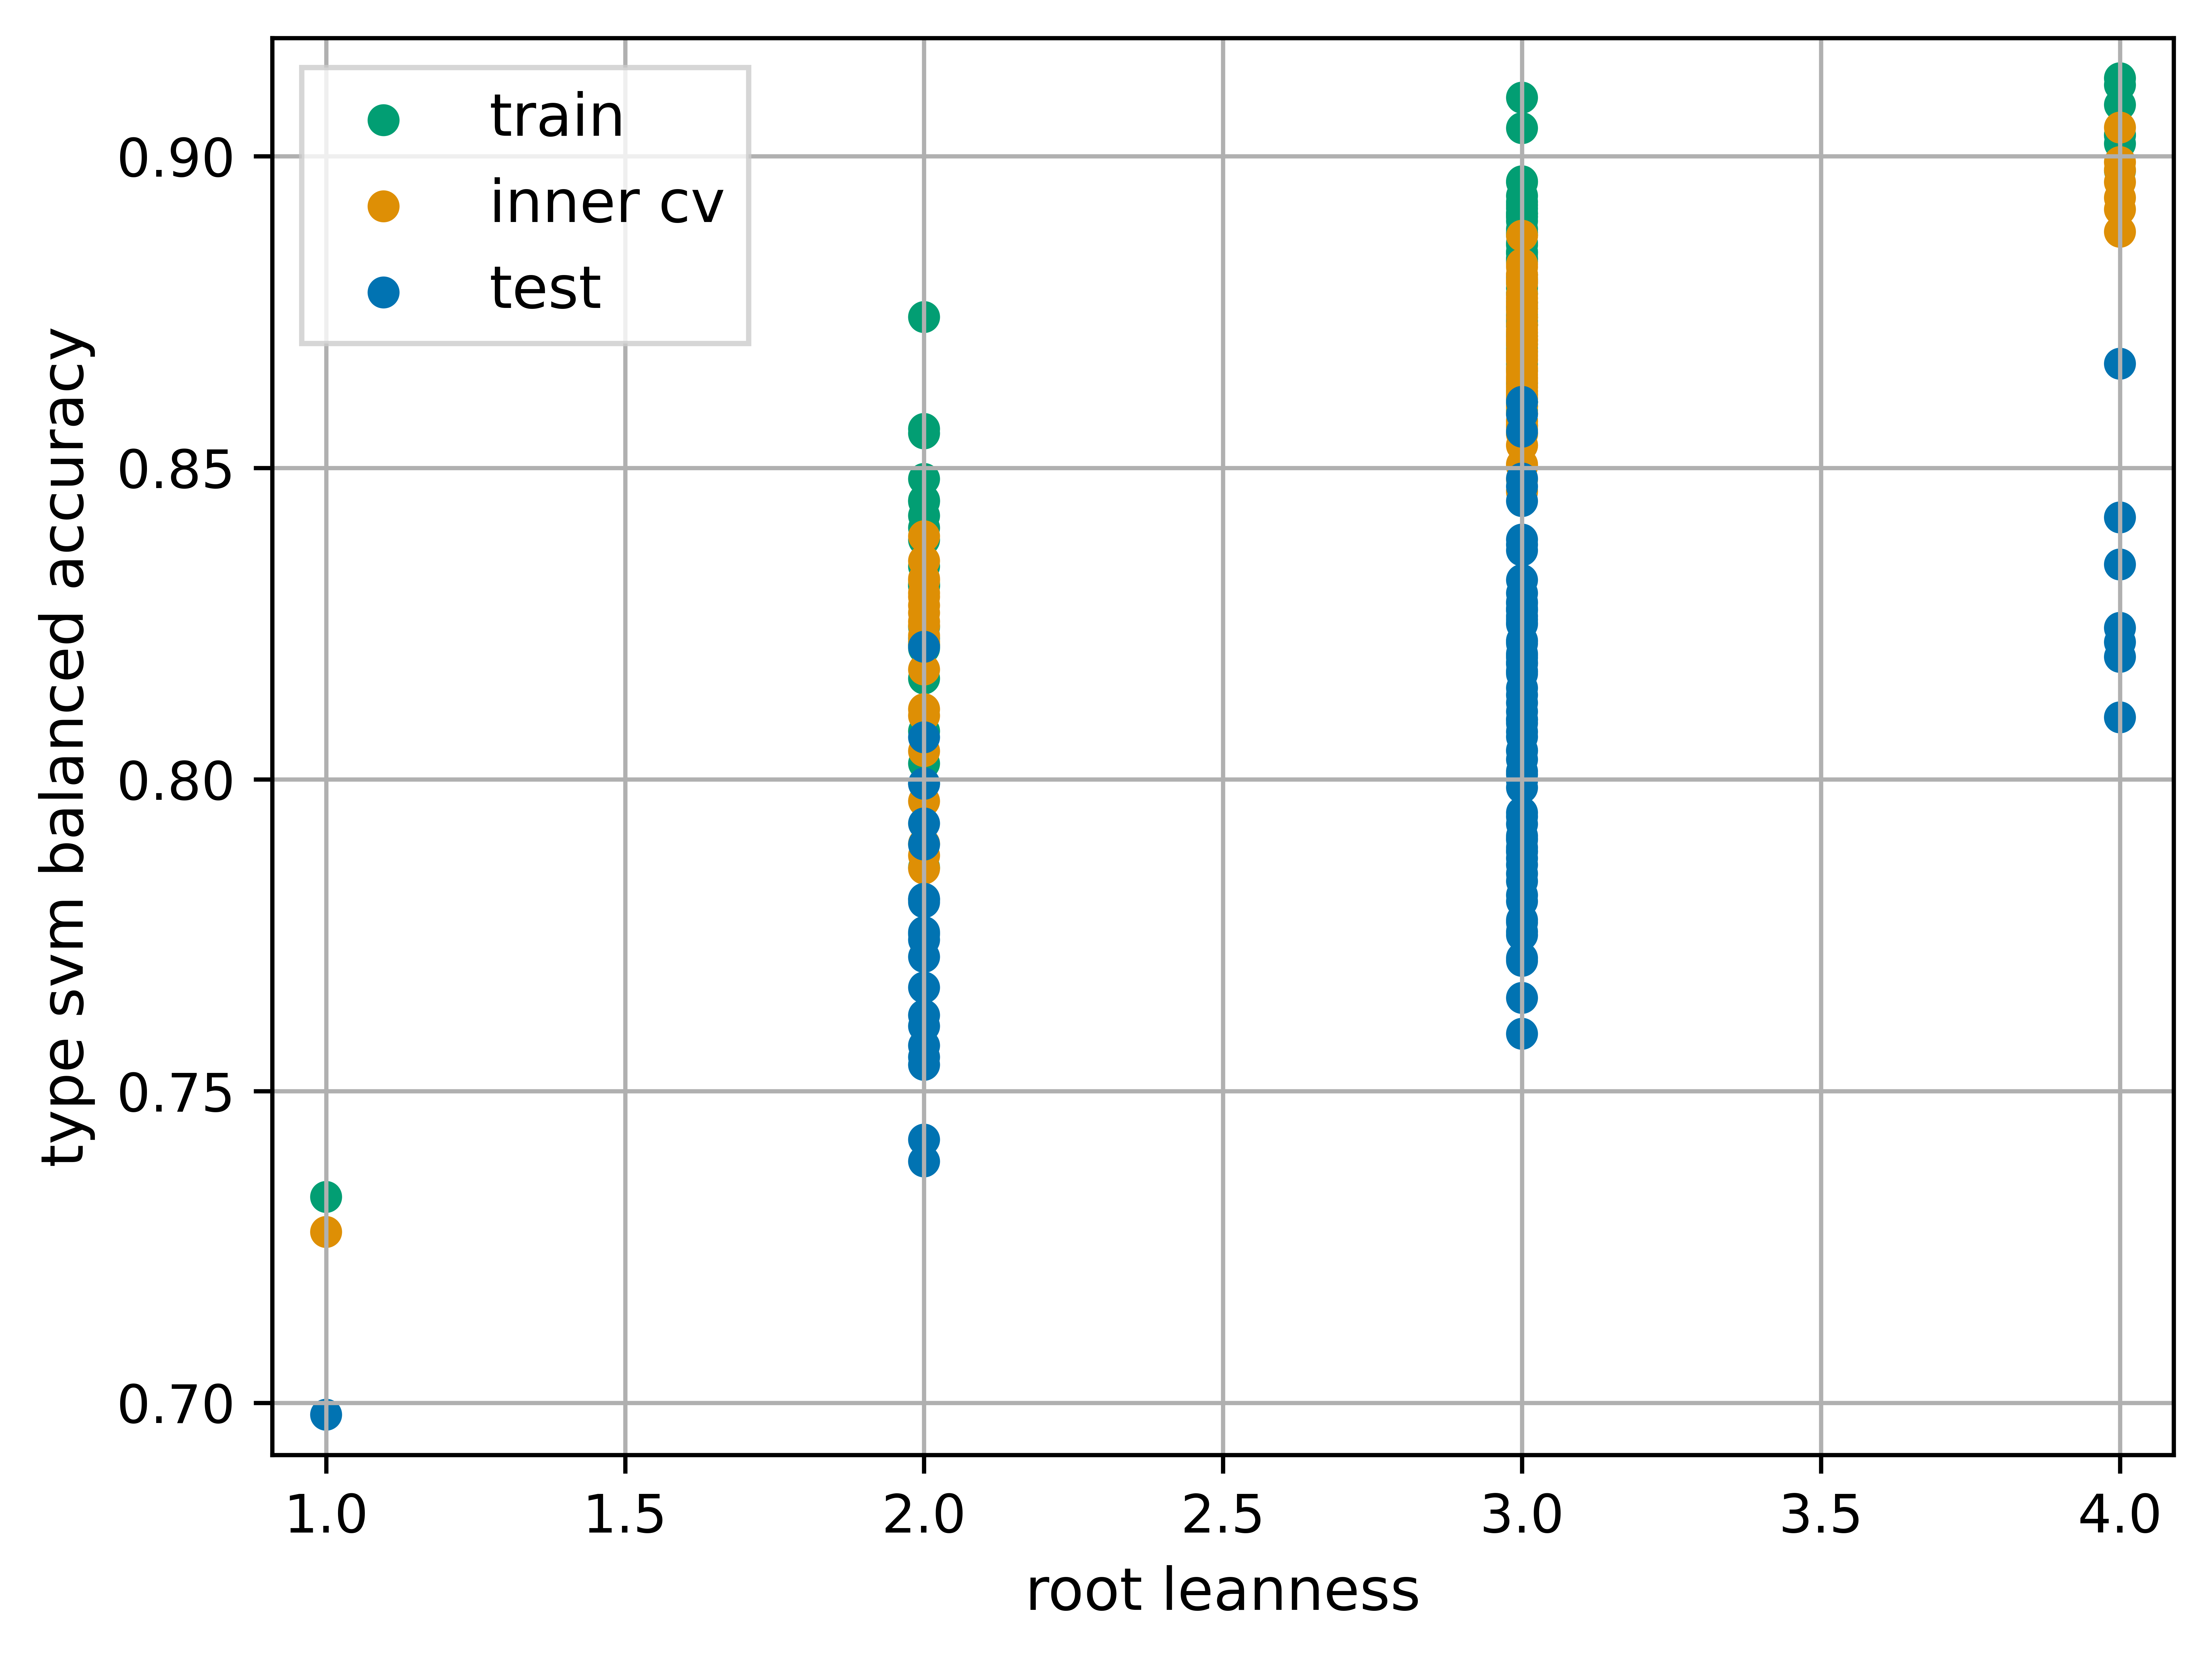 train
inner cv
test
0.90
0.85
0.80
0.75
0.70
type svm balanced accuracy
1.0 1.5 2.0 2.5 3.0 3.5 4.0
root leanness